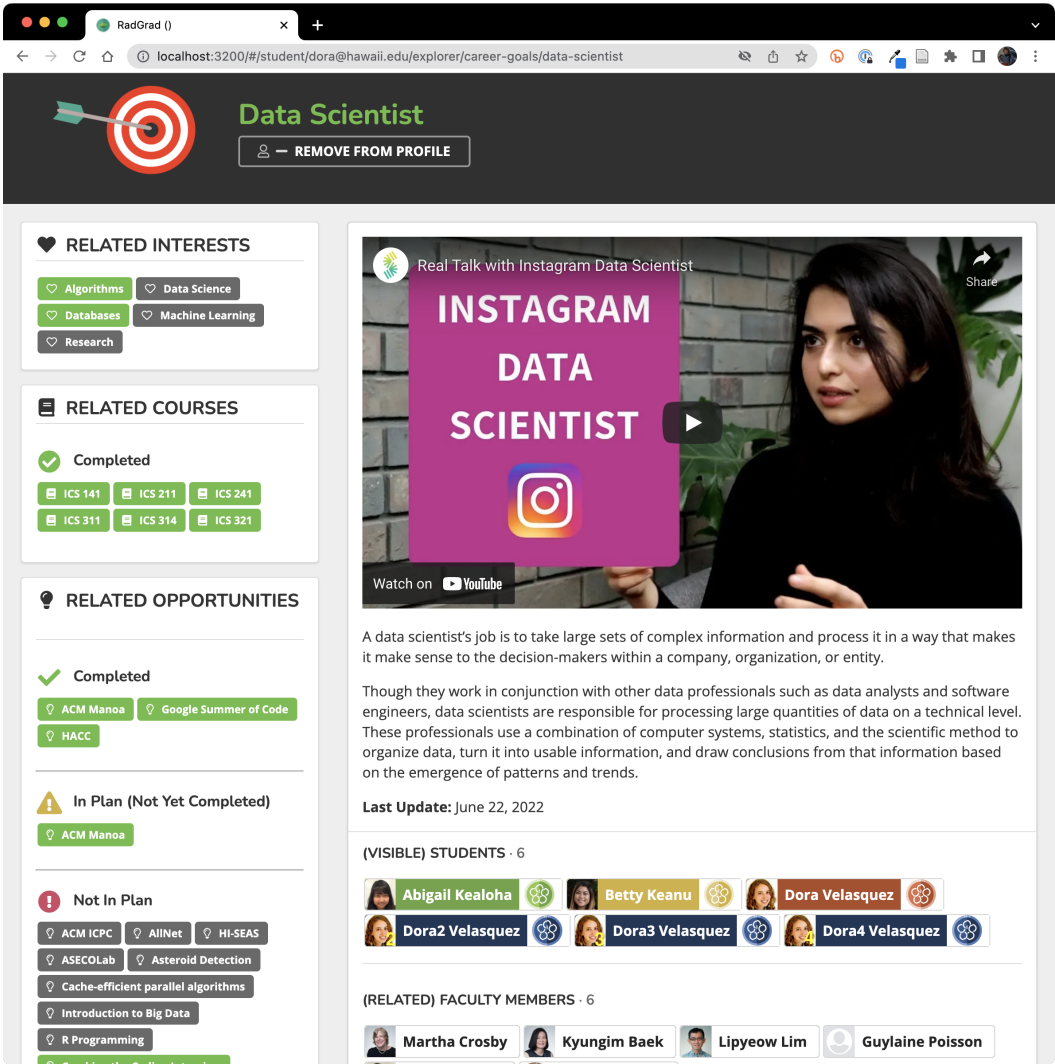 RadGrad ()
localhost:3200/#/student/dora@hawaii.edu/explorer/career-goals/data-scientist
Data Scientist
REMOVE FROM PROFILE
RELATED INTERESTS
Algorithms Data Science
Databases Machine Learning
Research
RELATED COURSES
Completed
ICS 141 ICS 211 ICS 241
ICS 311 ICS 314 ICS 321
RELATED OPPORTUNITIES
Completed
ACM Manoa Google Summer of Code
HACC
In Plan (Not Yet Completed)
ACM Manoa
Not In Plan
ACM ICPC AllNet HI-SEAS
ASECOLab Asteroid Detection
Cache-efficient parallel algorithms
Introduction to Big Data
R Programming
Real Talk with Instagram Data Scientist
Share
INSTAGRAM
DATA
SCIENTIST
Watch on YouTube
A data scientist’s job is to take large sets of complex information and process it in a way that makes
it make sense to the decision-makers within a company, organization, or entity.
Though they work in conjunction with other data professionals such as data analysts and software
engineers, data scientists are responsible for processing large quantities of data on a technical level.
These professionals use a combination of computer systems, statistics, and the scientific method to
organize data, turn it into usable information, and draw conclusions from that information based
on the emergence of patterns and trends.
Last Update: June 22, 2022
(VISIBLE) STUDENTS · 6
Abigail Kealoha Betty Keanu Dora Velasquez
2 Dora2 Velasquez 3 Dora3 Velasquez 4 Dora4 Velasquez
(RELATED) FACULTY MEMBERS · 6
Martha Crosby Kyungim Baek Lipyeow Lim Guylaine Poisson